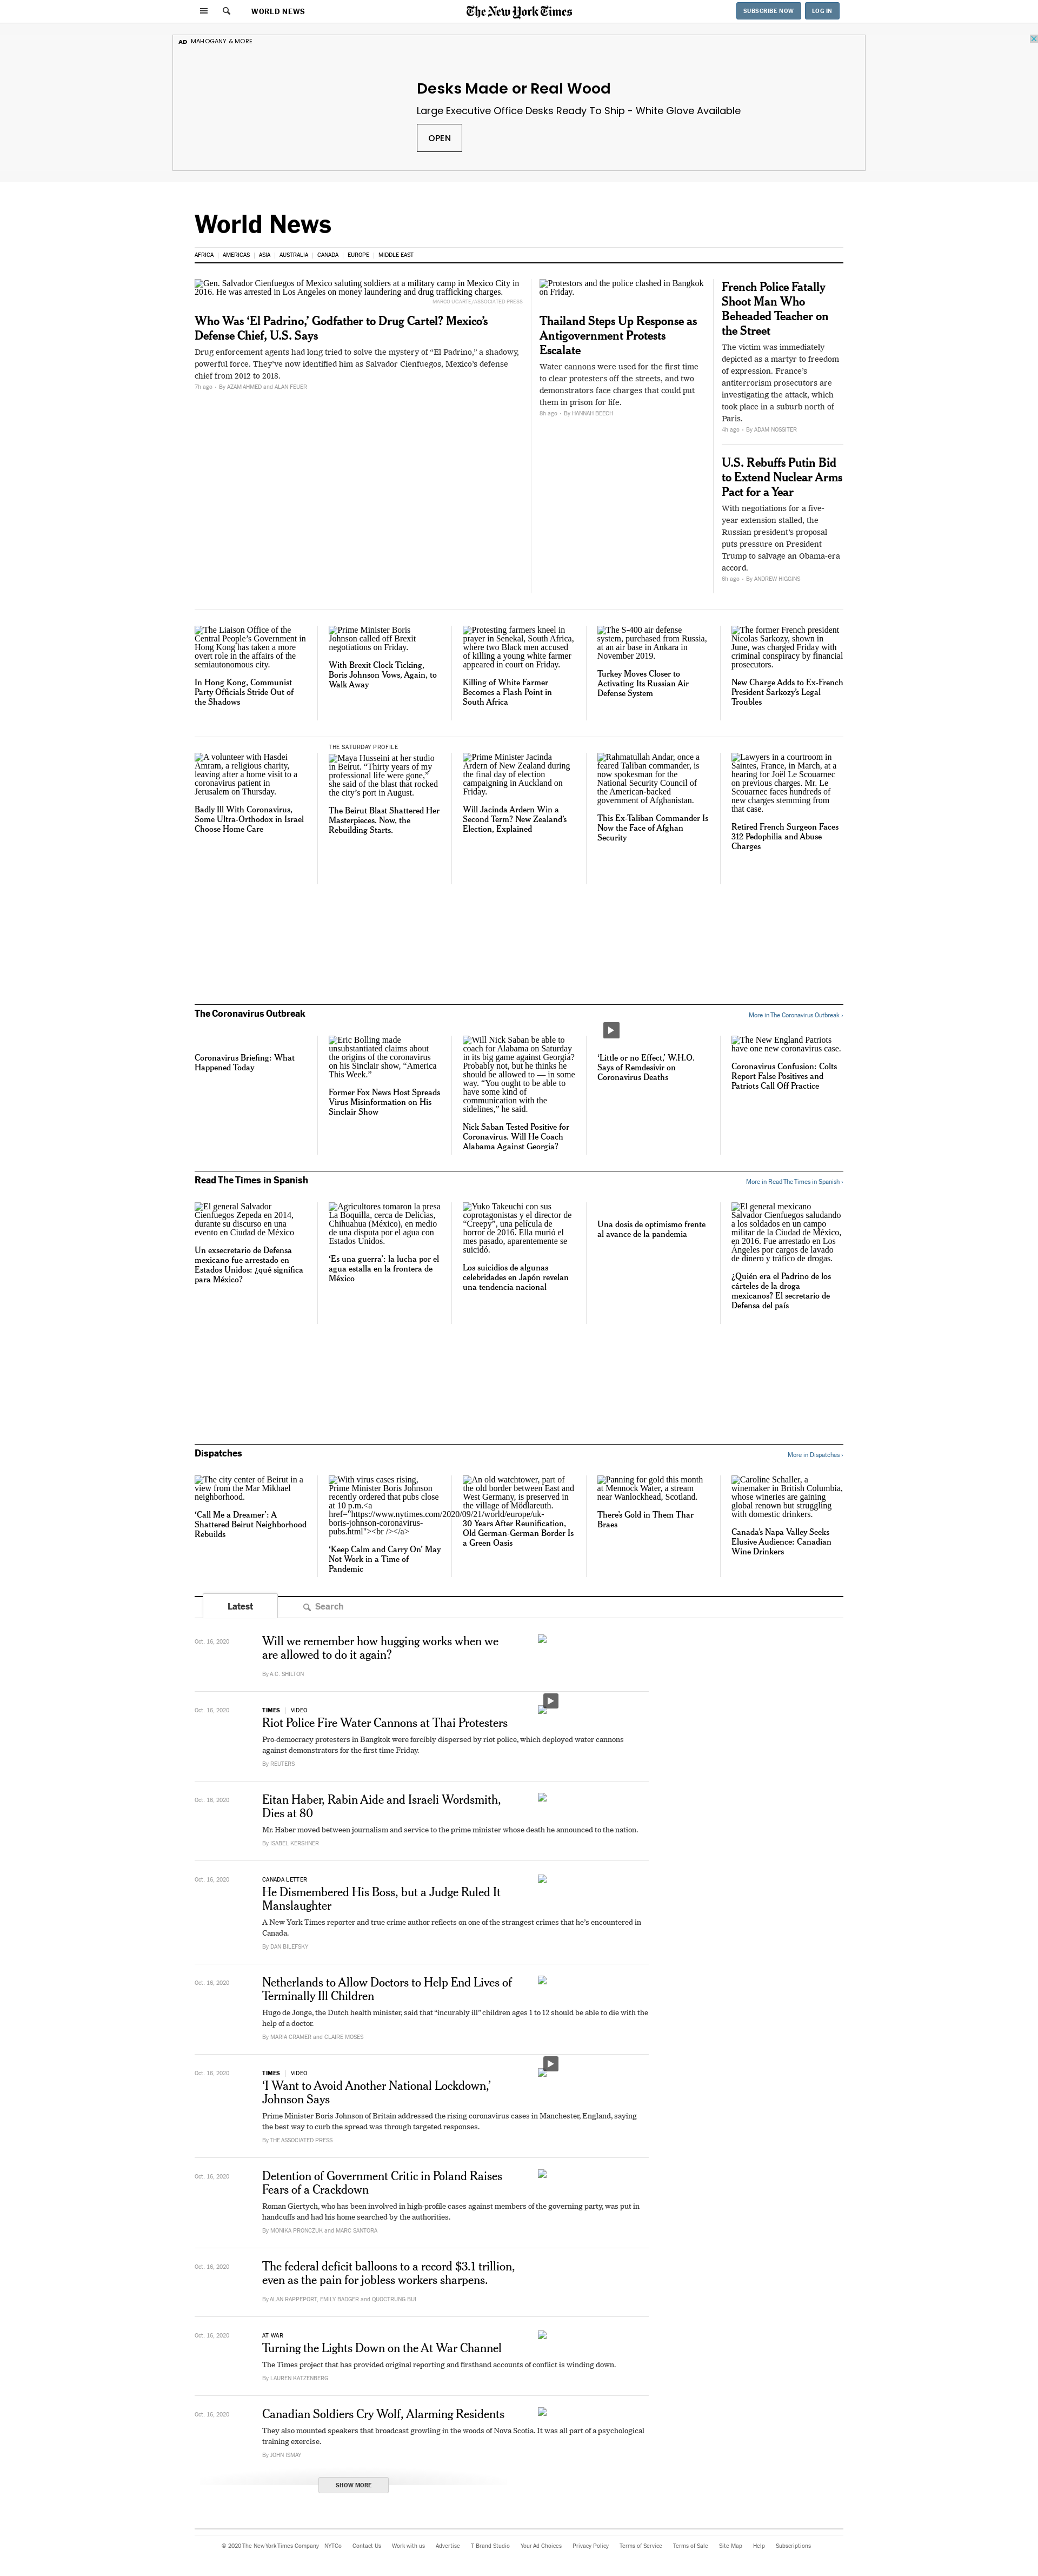 WORLD NEWS
The New York Times
SUBSCRIBE NOW
LOG IN
AD MAHOGANY & MORE
Desks Made or Real Wood
Large Executive Office Desks Ready To Ship - White Glove Available
OPEN
World News
AFRICA
AMERICAS
ASIA
AUSTRALIA
CANADA
EUROPE
MIDDLE EAST
Gen. Salvador Cienfuegos of Mexico saluting soldiers at a military camp in Mexico City in
2016. He was arrested in Los Angeles on money laundering and drug trafficking charges.
MARCO UGARTE/ASSOCIATED PRESS
Who Was ‘El Padrino,’ Godfather to Drug Cartel? Mexico’s
Defense Chief, U.S. Says
Drug enforcement agents had long tried to solve the mystery of “El Padrino,” a shadowy,
powerful force. They’ve now identified him as Salvador Cienfuegos, Mexico’s defense
chief from 2012 to 2018.
7h ago - By AZAM AHMED and ALAN FEUER
Protestors and the police clashed in Bangkok
on Friday.
Thailand Steps Up Response as
Antigovernment Protests
Escalate
Water cannons were used for the first time
to clear protesters off the streets, and two
demonstrators face charges that could put
them in prison for life.
8h ago - By HANNAH BEECH
French Police Fatally
Shoot Man Who
Beheaded Teacher on
the Street
The victim was immediately
depicted as a martyr to freedom
of expression. France’s
antiterrorism prosecutors are
investigating the attack, which
took place in a suburb north of
Paris.
4h ago - By ADAM NOSSITER
U.S. Rebuffs Putin Bid
to Extend Nuclear Arms
Pact for a Year
With negotiations for a five-
year extension stalled, the
Russian president’s proposal
puts pressure on President
Trump to salvage an Obama-era
accord.
6h ago - By ANDREW HIGGINS
The Liaison Office of the
Central People’s Government in
Hong Kong has taken a more
overt role in the affairs of the
semiautonomous city.
In Hong Kong, Communist
Party Officials Stride Out of
the Shadows
Prime Minister Boris
Johnson called off Brexit
negotiations on Friday.
With Brexit Clock Ticking,
Boris Johnson Vows, Again, to
Walk Away
Protesting farmers kneel in
prayer in Senekal, South Africa,
where two Black men accused
of killing a young white farmer
appeared in court on Friday.
Killing of White Farmer
Becomes a Flash Point in
South Africa
The S-400 air defense
system, purchased from Russia,
at an air base in Ankara in
November 2019.
Turkey Moves Closer to
Activating Its Russian Air
Defense System
The former French president
Nicolas Sarkozy, shown in
June, was charged Friday with
criminal conspiracy by financial
prosecutors.
New Charge Adds to Ex-French
President Sarkozy’s Legal
Troubles
A volunteer with Hasdei
Amram, a religious charity,
leaving after a home visit to a
coronavirus patient in
Jerusalem on Thursday.
Badly Ill With Coronavirus,
Some Ultra-Orthodox in Israel
Choose Home Care
THE SATURDAY PROFILE
Maya Husseini at her studio
in Beirut. “Thirty years of my
professional life were gone,”
she said of the blast that rocked
the city’s port in August.
The Beirut Blast Shattered Her
Masterpieces. Now, the
Rebuilding Starts.
Prime Minister Jacinda
Ardern of New Zealand during
the final day of election
campaigning in Auckland on
Friday.
Will Jacinda Ardern Win a
Second Term? New Zealand’s
Election, Explained
Rahmatullah Andar, once a
feared Taliban commander, is
now spokesman for the
National Security Council of
the American-backed
government of Afghanistan.
This Ex-Taliban Commander Is
Now the Face of Afghan
Security
Lawyers in a courtroom in
Saintes, France, in March, at a
hearing for Joël Le Scouarnec
on previous charges. Mr. Le
Scouarnec faces hundreds of
new charges stemming from
that case.
Retired French Surgeon Faces
312 Pedophilia and Abuse
Charges
The Coronavirus Outbreak
More in The Coronavirus Outbreak ›
Coronavirus Briefing: What
Happened Today
Eric Bolling made
unsubstantiated claims about
the origins of the coronavirus
on his Sinclair show, “America
This Week.”
Former Fox News Host Spreads
Virus Misinformation on His
Sinclair Show
Will Nick Saban be able to
coach for Alabama on Saturday
in its big game against Georgia?
Probably not, but he thinks he
should be allowed to — in some
way. “You ought to be able to
have some kind of
communication with the
sidelines,” he said.
Nick Saban Tested Positive for
Coronavirus. Will He Coach
Alabama Against Georgia?
‘Little or no Effect,’ W.H.O.
Says of Remdesivir on
Coronavirus Deaths
The New England Patriots
have one new coronavirus case.
Coronavirus Confusion: Colts
Report False Positives and
Patriots Call Off Practice
Read The Times in Spanish
More in Read The Times in Spanish ›
El general Salvador
Cienfuegos Zepeda en 2014,
durante su discurso en una
evento en Ciudad de México
Un exsecretario de Defensa
mexicano fue arrestado en
Estados Unidos: ¿qué significa
para México?
Agricultores tomaron la presa
La Boquilla, cerca de Delicias,
Chihuahua (México), en medio
de una disputa por el agua con
Estados Unidos.
‘Es una guerra’: la lucha por el
agua estalla en la frontera de
México
Yuko Takeuchi con sus
coprotagonistas y el director de
“Creepy”, una película de
horror de 2016. Ella murió el
mes pasado, aparentemente se
suicidó.
Los suicidios de algunas
celebridades en Japón revelan
una tendencia nacional
Una dosis de optimismo frente
al avance de la pandemia
El general mexicano
Salvador Cienfuegos saludando
a los soldados en un campo
militar de la Ciudad de México,
en 2016. Fue arrestado en Los
Ángeles por cargos de lavado
de dinero y tráfico de drogas.
¿Quién era el Padrino de los
cárteles de la droga
mexicanos? El secretario de
Defensa del país
Dispatches
More in Dispatches ›
The city center of Beirut in a
view from the Mar Mikhael
neighborhood.
‘Call Me a Dreamer’: A
Shattered Beirut Neighborhood
Rebuilds
With virus cases rising,
Prime Minister Boris Johnson
recently ordered that pubs close
at 10 p.m.<a
href="https://www.nytimes.com/2020/09/21/world/europe/uk-
boris-johnson-coronavirus-
pubs.html"><br /></a>
‘Keep Calm and Carry On’ May
Not Work in a Time of
Pandemic
An old watchtower, part of
the old border between East and
West Germany, is preserved in
the village of Mödlareuth.
30 Years After Reunification,
Old German-German Border Is
a Green Oasis
Panning for gold this month
at Mennock Water, a stream
near Wanlockhead, Scotland.
There’s Gold in Them Thar
Braes
Caroline Schaller, a
winemaker in British Columbia,
whose wineries are gaining
global renown but struggling
with domestic drinkers.
Canada’s Napa Valley Seeks
Elusive Audience: Canadian
Wine Drinkers
Latest
Search
Oct. 16, 2020
Will we remember how hugging works when we
are allowed to do it again?
By A.C. SHILTON
Oct. 16, 2020
TIMES | VIDEO
Riot Police Fire Water Cannons at Thai Protesters
Pro-democracy protesters in Bangkok were forcibly dispersed by riot police, which deployed water cannons
against demonstrators for the first time Friday.
By REUTERS
Oct. 16, 2020
Eitan Haber, Rabin Aide and Israeli Wordsmith,
Dies at 80
Mr. Haber moved between journalism and service to the prime minister whose death he announced to the nation.
By ISABEL KERSHNER
Oct. 16, 2020
CANADA LETTER
He Dismembered His Boss, but a Judge Ruled It
Manslaughter
A New York Times reporter and true crime author reflects on one of the strangest crimes that he’s encountered in
Canada.
By DAN BILEFSKY
Oct. 16, 2020
Netherlands to Allow Doctors to Help End Lives of
Terminally Ill Children
Hugo de Jonge, the Dutch health minister, said that “incurably ill” children ages 1 to 12 should be able to die with the
help of a doctor.
By MARIA CRAMER and CLAIRE MOSES
Oct. 16, 2020
TIMES | VIDEO
‘I Want to Avoid Another National Lockdown,’
Johnson Says
Prime Minister Boris Johnson of Britain addressed the rising coronavirus cases in Manchester, England, saying
the best way to curb the spread was through targeted responses.
By THE ASSOCIATED PRESS
Oct. 16, 2020
Detention of Government Critic in Poland Raises
Fears of a Crackdown
Roman Giertych, who has been involved in high-profile cases against members of the governing party, was put in
handcuffs and had his home searched by the authorities.
By MONIKA PRONCZUK and MARC SANTORA
Oct. 16, 2020
The federal deficit balloons to a record $3.1 trillion,
even as the pain for jobless workers sharpens.
By ALAN RAPPEPORT, EMILY BADGER and QUOCTRUNG BUI
Oct. 16, 2020
AT WAR
Turning the Lights Down on the At War Channel
The Times project that has provided original reporting and firsthand accounts of conflict is winding down.
By LAUREN KATZENBERG
Oct. 16, 2020
Canadian Soldiers Cry Wolf, Alarming Residents
They also mounted speakers that broadcast growling in the woods of Nova Scotia. It was all part of a psychological
training exercise.
By JOHN ISMAY
SHOW MORE
© 2020 The New York Times Company
NYTCo
Contact Us
Work with us
Advertise
T Brand Studio
Your Ad Choices
Privacy Policy
Terms of Service
Terms of Sale
Site Map
Help
Subscriptions